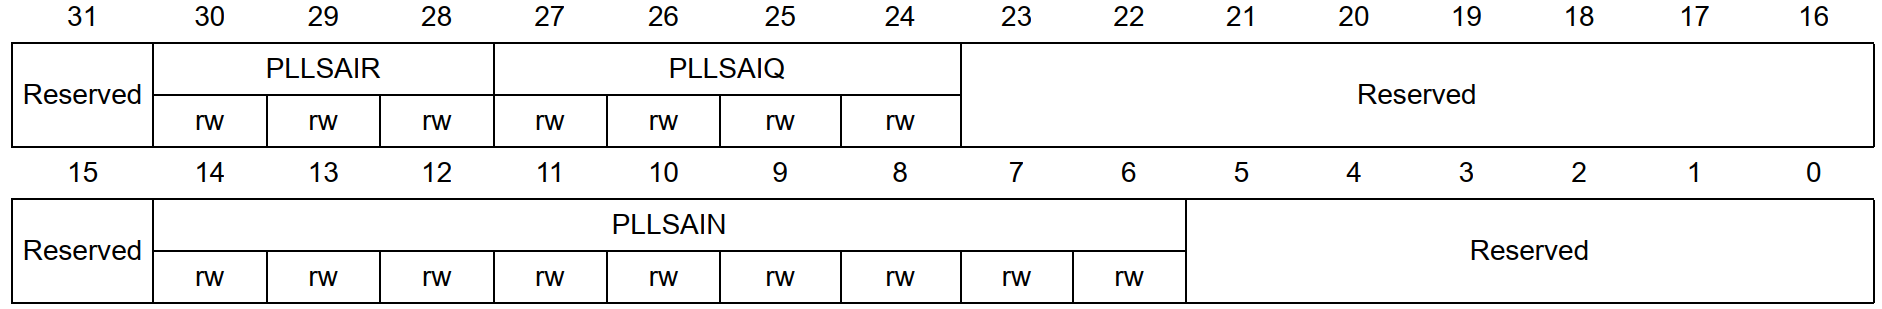 31 30 29 28 27 26 25 24 23 22 21 20 19 18 17 16
Reserved PLLSAIR PLLSAIQ Reserved
rw rw rw rw rw rw rw
15 14 13 12 11 10 9 8 7 6 5 4 3 2 1 0
Reserved PLLSAIN Reserved
rw rw rw rw rw rw rw rw rw